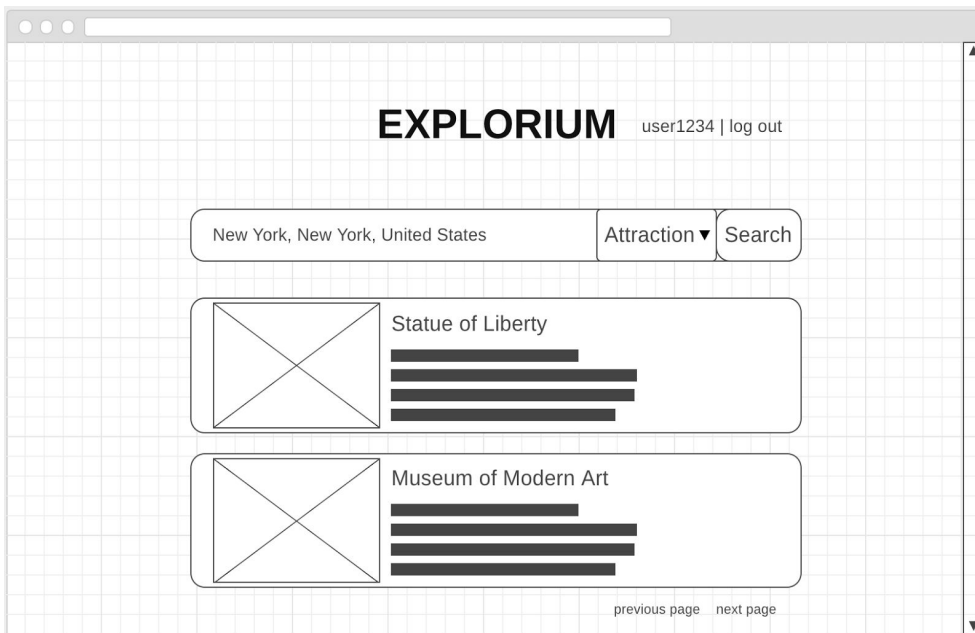 EXPLORIUM
user1234 | log out
New York, New York, United States
Attraction ▼
Search
Statue of Liberty
Museum of Modern Art
previous page
next page